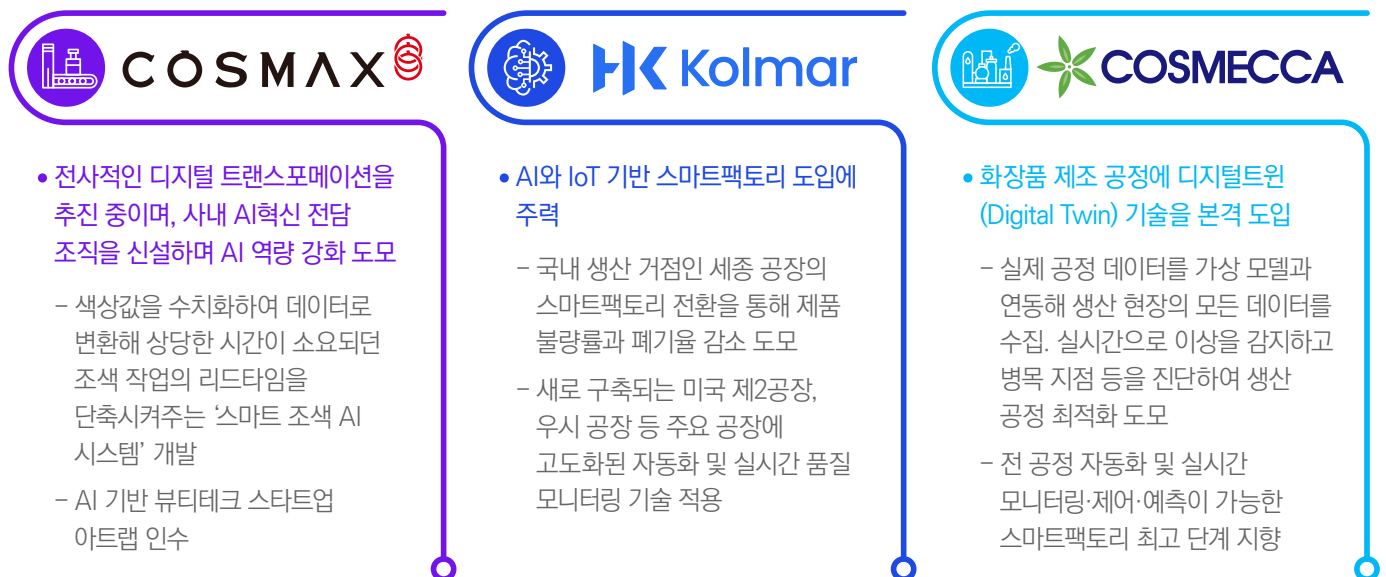 COSMAX
HK Kolmar
COSMECCA
• 전사적인 디지털 트랜스포메이션을
추진 중이며, 사내 AI혁신 전담
조직을 신설하며 AI 역량 강화 도모
– 색상값을 수치화하여 데이터로
변환해 상당한 시간이 소요되던
조색 작업의 리드타임을
단축시켜주는 ‘스마트 조색 AI
시스템’ 개발
– AI 기반 뷰티테크 스타트업
아트랩 인수
• AI와 IoT 기반 스마트팩토리 도입에
주력
– 국내 생산 거점인 세종 공장의
스마트팩토리 전환을 통해 제품
불량률과 폐기율 감소 도모
– 새로 구축되는 미국 제2공장,
우시 공장 등 주요 공장에
고도화된 자동화 및 실시간 품질
모니터링 기술 적용
• 화장품 제조 공정에 디지털트윈
(Digital Twin) 기술을 본격 도입
– 실제 공정 데이터를 가상 모델과
연동해 생산 현장의 모든 데이터를
수집. 실시간으로 이상을 감지하고
병목 지점 등을 진단하여 생산
공정 최적화 도모
– 전 공정 자동화 및 실시간
모니터링·제어·예측이 가능한
스마트팩토리 최고 단계 지향